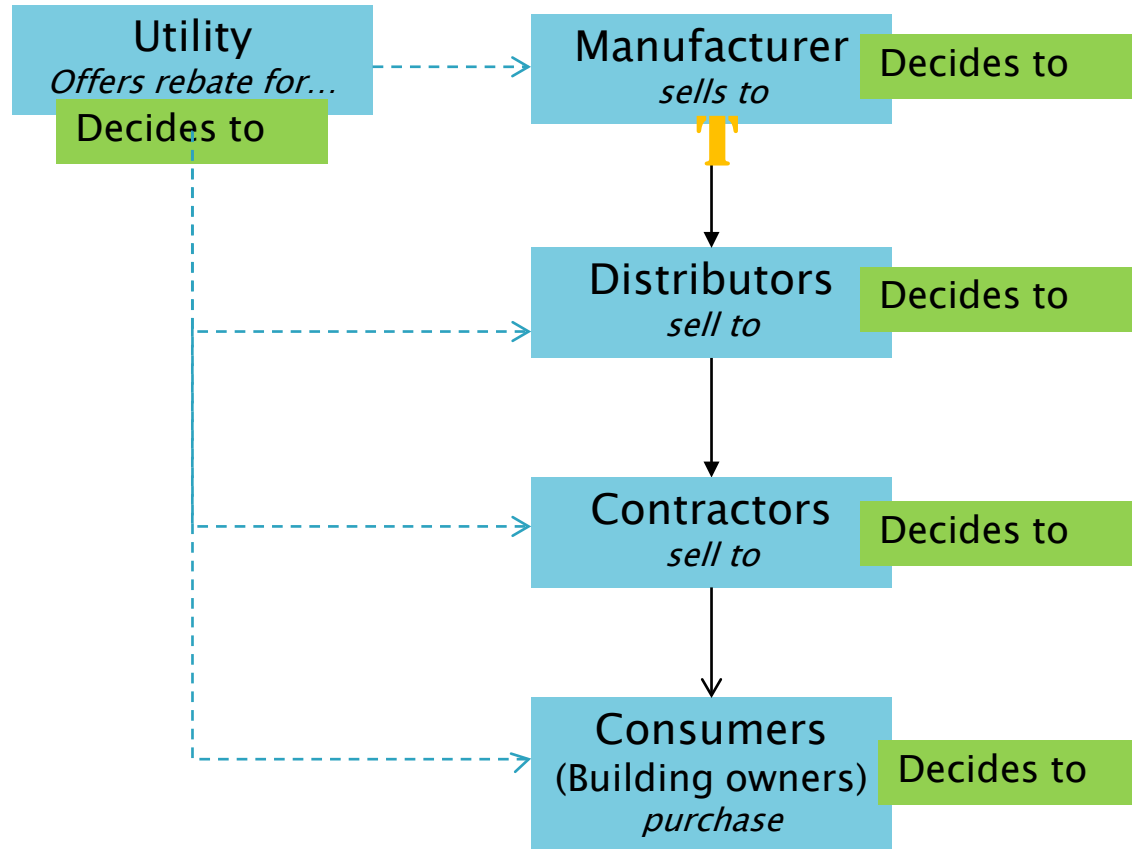 Utility
Offers rebate for…
Decides to
Manufacturer
sells to
Decides to
T
Distributors
sell to
Decides to
Contractors
sell to
Decides to
Consumers
(Building owners)
purchase
Decides to